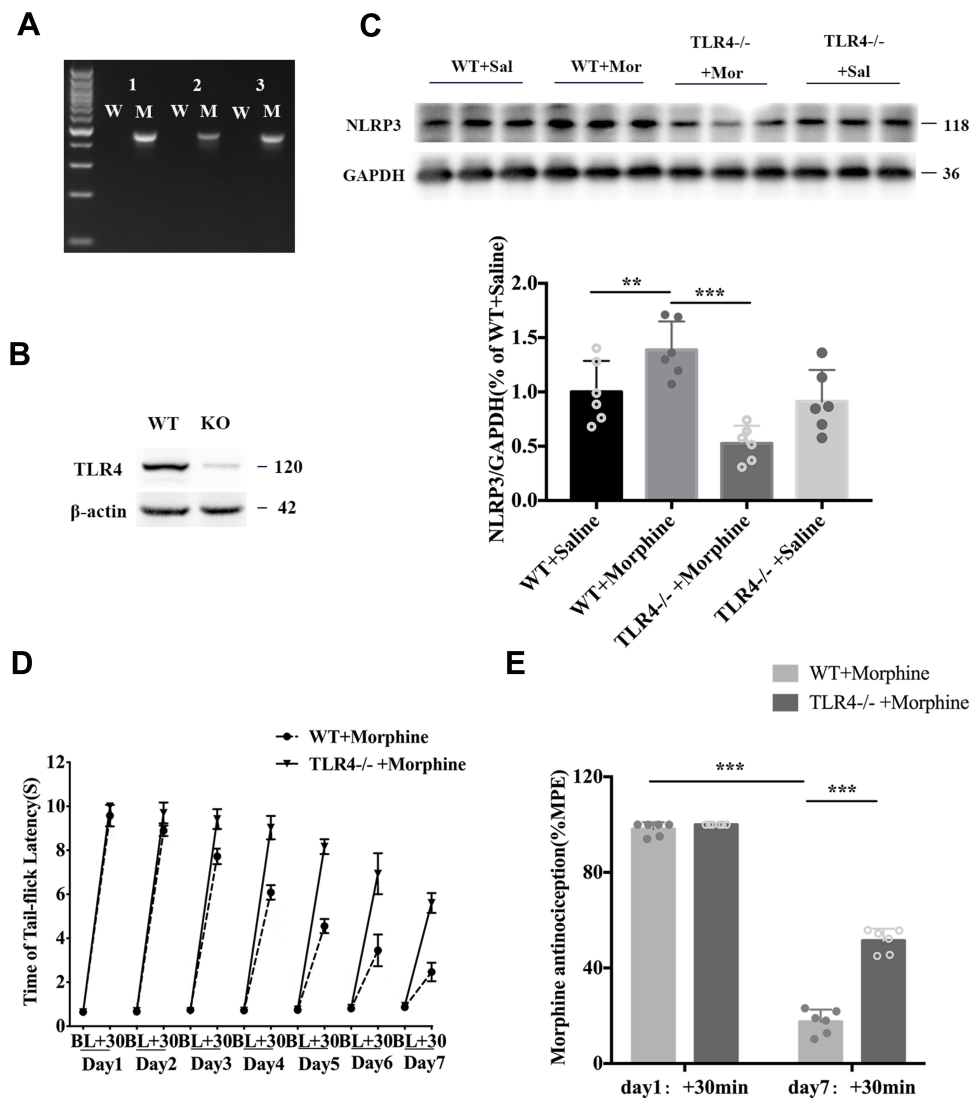 A
1 2 3
W M W M W M
B
WT KO
TLR4 – 120
β-actin – 42
C
WT+Sal WT+Mor TLR4-/- +Mor TLR4-/- +Sal
NLRP3 — 118
GAPDH — 36
NLRP3/GAPDH(% of WT+Saline)
2.0
1.5
1.0
0.5
0.0
** ***
WT+Saline
WT+Morphine
TLR4-/- +Morphine
TLR4-/- +Saline
D
WT+Morphine
TLR4-/- +Morphine
Time of Tail-flick Latency(S)
12
10
8
6
4
2
0
BL+30 BL+30 BL+30 BL+30 BL+30 BL+30 BL+30
Day1 Day2 Day3 Day4 Day5 Day6 Day7
E
WT+Morphine
TLR4-/- +Morphine
Morphine antinociception(%MPE)
120
80
40
0
*** ***
day1: +30min day7: +30min